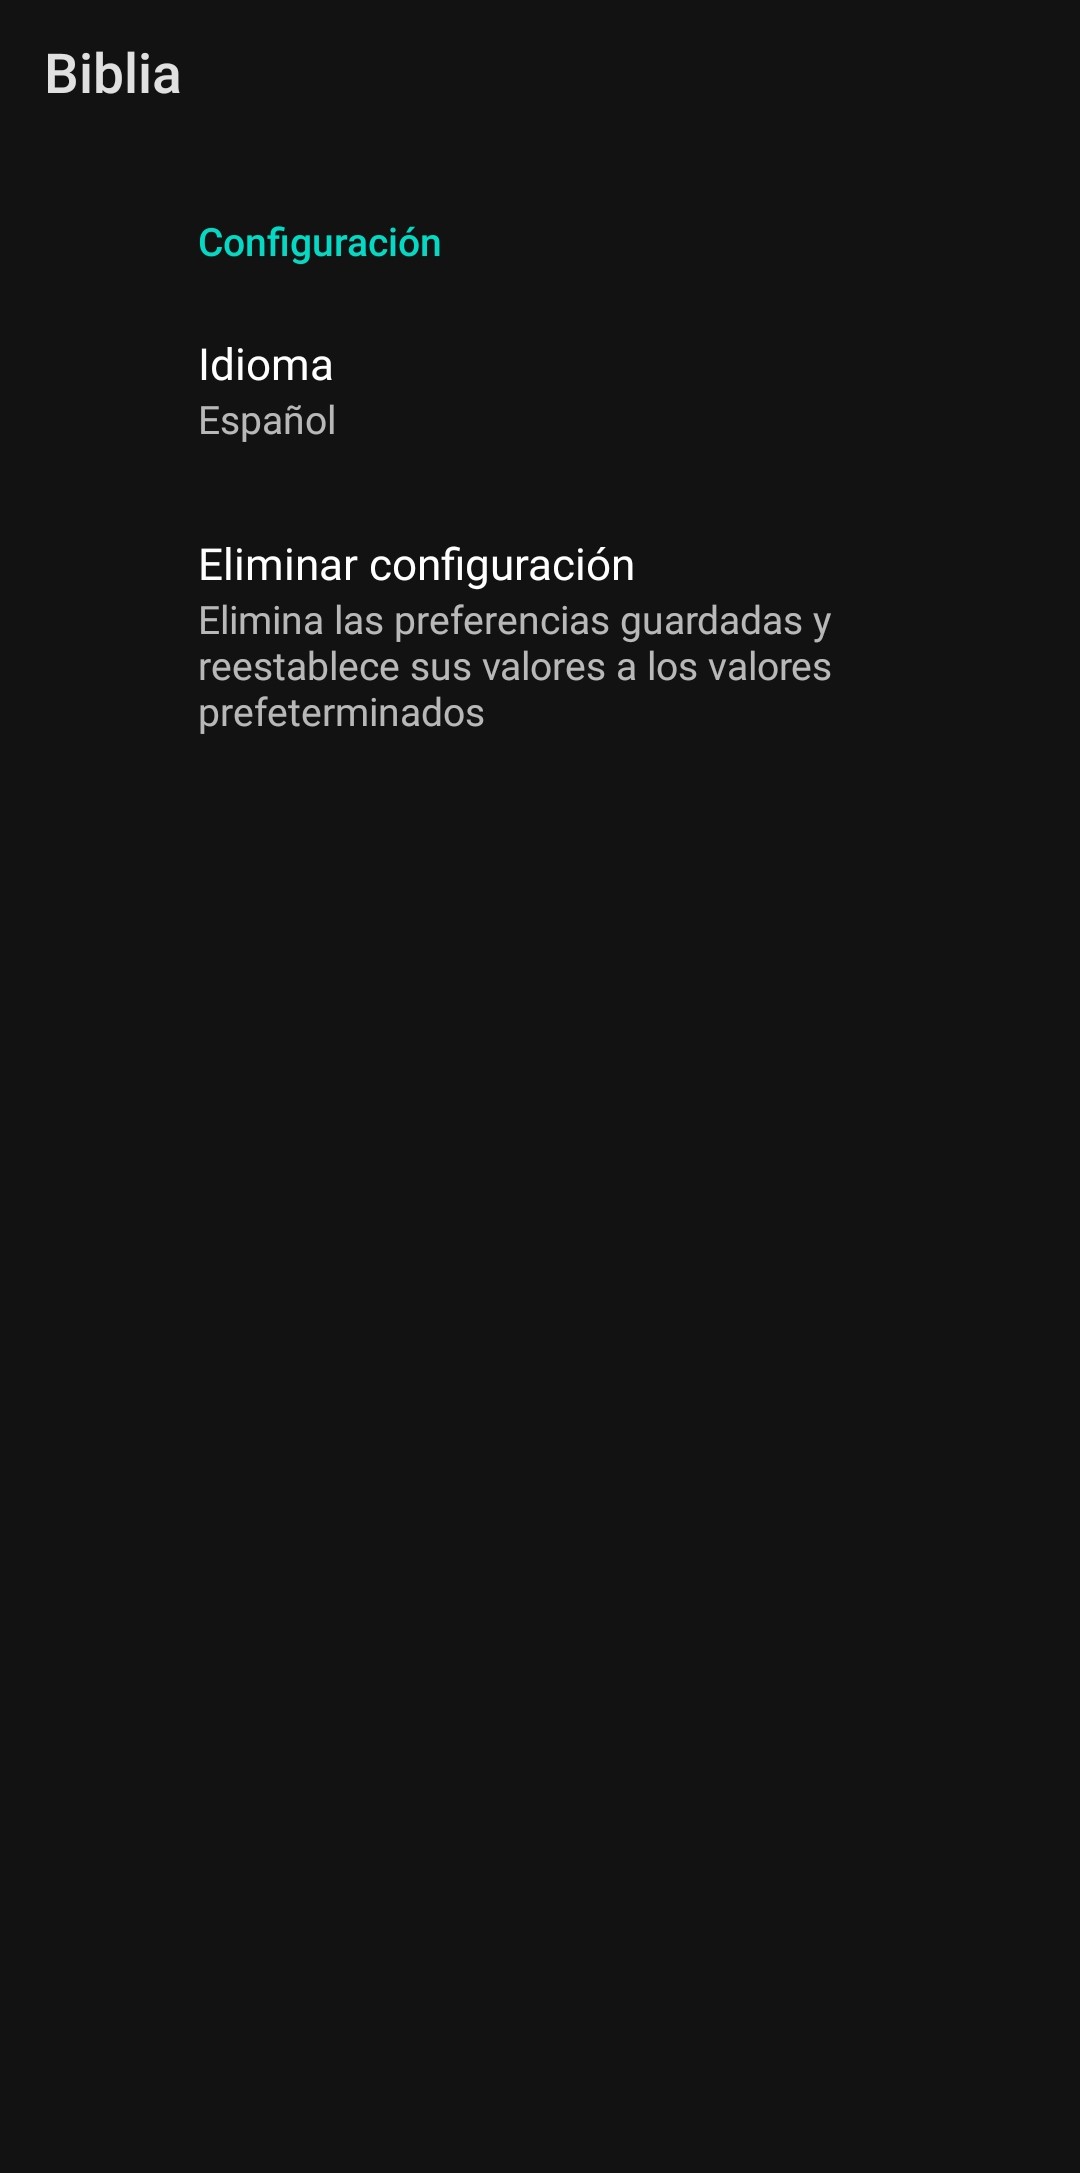 Biblia
Configuración
Idioma
Español
Eliminar configuración
Elimina las preferencias guardadas y
reestablece sus valores a los valores
prefeterminados